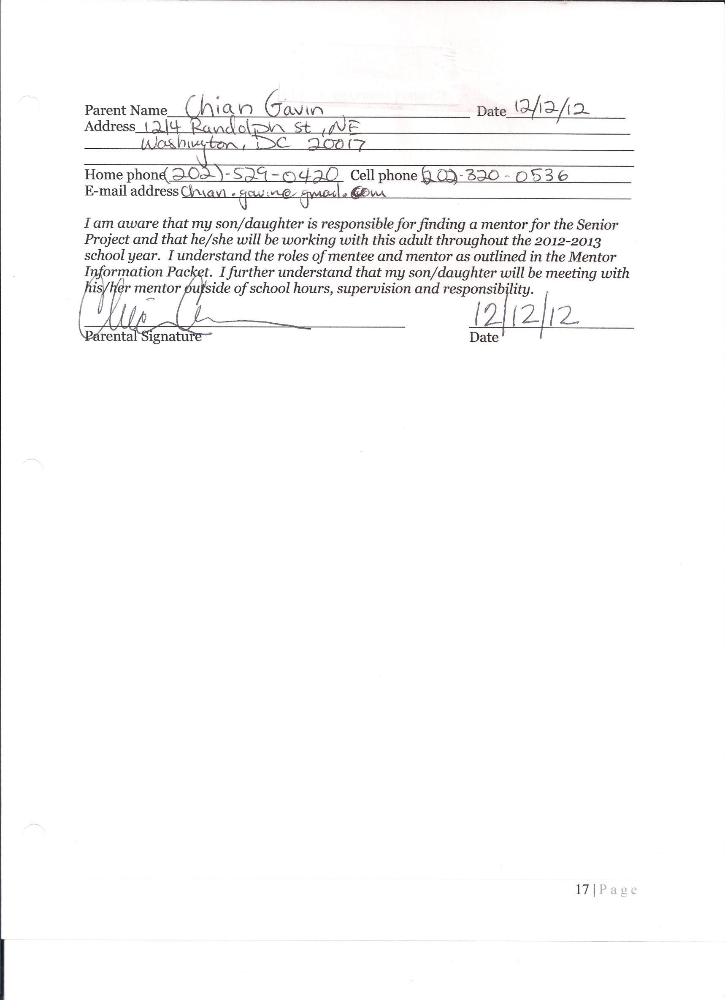 Parent Name Chian Gavin Date 12/12/12
Address 1214 Randolph st, NE
Washington, DC 20017
Home phone (202)-529-0420 Cell phone (202)-320-0536
E-mail address Chian.gavin@gmail.com
I am aware that my son/daughter is responsible for finding a mentor for the Senior
Project and that he/she will be working with this adult throughout the 2012-2013
school year. I understand the roles of mentee and mentor as outlined in the Mentor
Information Packet. I further understand that my son/daughter will be meeting with
his/her mentor outside of school hours, supervision and responsibility.
12/12/12
Parental Signature Date
17 | Page